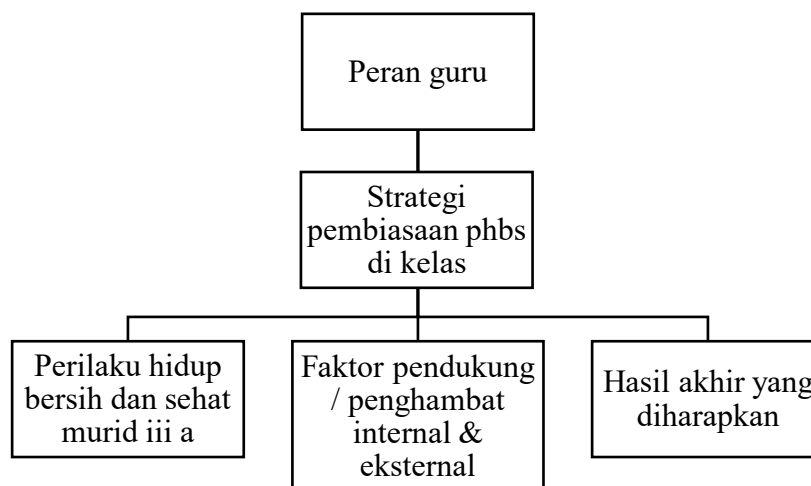 Peran guru
Strategi
pembiasaan phbs
di kelas
Perilaku hidup
bersih dan sehat
murid iii a
Faktor pendukung
/ penghambat
internal &
eksternal
Hasil akhir yang
diharapkan